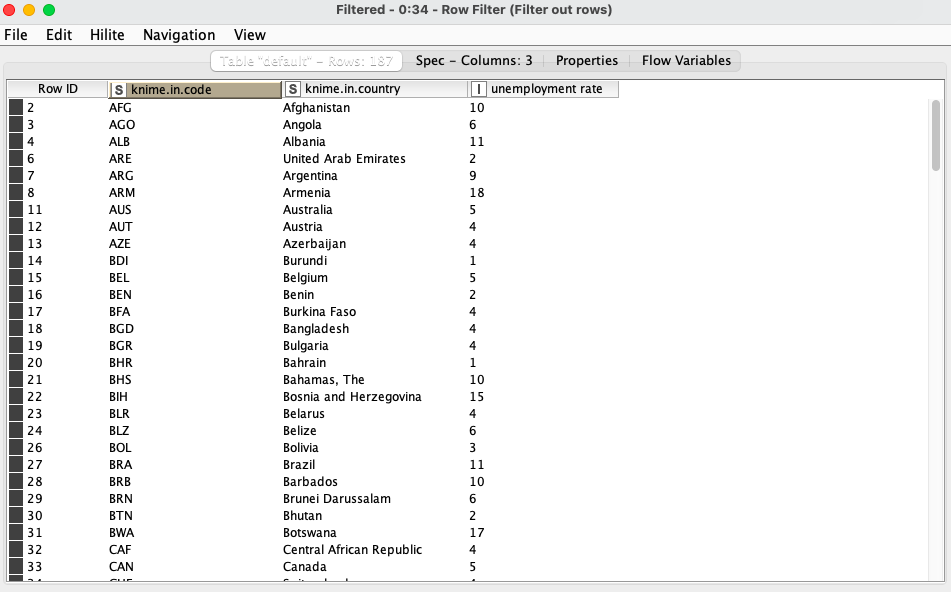 Filtered - 0:34 - Row Filter (Filter out rows)
File Edit Hilite Navigation View
Table "default" - Rows: 187 Spec - Columns: 3 Properties Flow Variables
Row ID S knime.in.code S knime.in.country I unemployment rate
2 AFG Afghanistan 10
3 AGO Angola 6
4 ALB Albania 11
6 ARE United Arab Emirates 2
7 ARG Argentina 9
8 ARM Armenia 18
11 AUS Australia 5
12 AUT Austria 4
13 AZE Azerbaijan 4
14 BDI Burundi 1
15 BEL Belgium 5
16 BEN Benin 2
17 BFA Burkina Faso 4
18 BGD Bangladesh 4
19 BGR Bulgaria 4
20 BHR Bahrain 1
21 BHS Bahamas, The 10
22 BIH Bosnia and Herzegovina 15
23 BLR Belarus 4
24 BLZ Belize 6
26 BOL Bolivia 3
27 BRA Brazil 11
28 BRB Barbados 10
29 BRN Brunei Darussalam 6
30 BTN Bhutan 2
31 BWA Botswana 17
32 CAF Central African Republic 4
33 CAN Canada 5